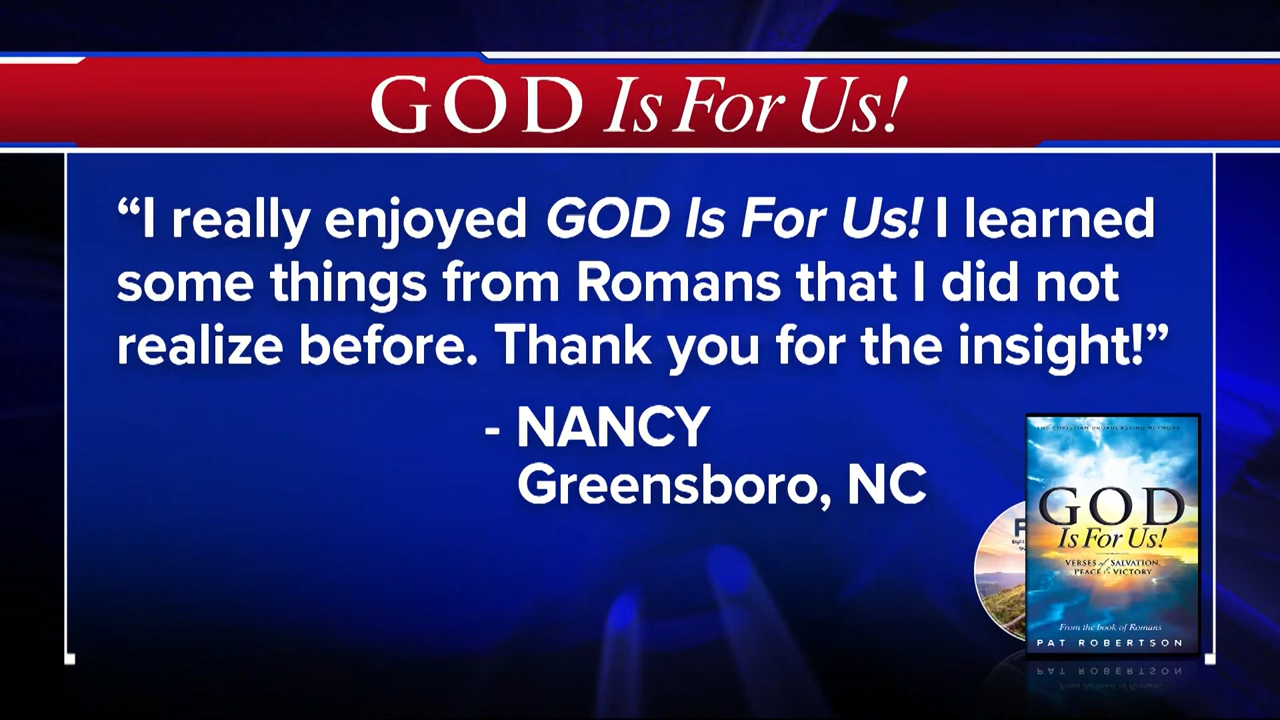 GOD Is For Us!
“I really enjoyed GOD Is For Us! I learned
some things from Romans that I did not
realize before. Thank you for the insight!”
- NANCY
Greensboro, NC
THE CHRISTIAN BROADCASTING NETWORK
GOD
Is For Us!
VERSES of SALVATION,
PEACE & VICTORY
From the book of Romans
PAT ROBERTSON